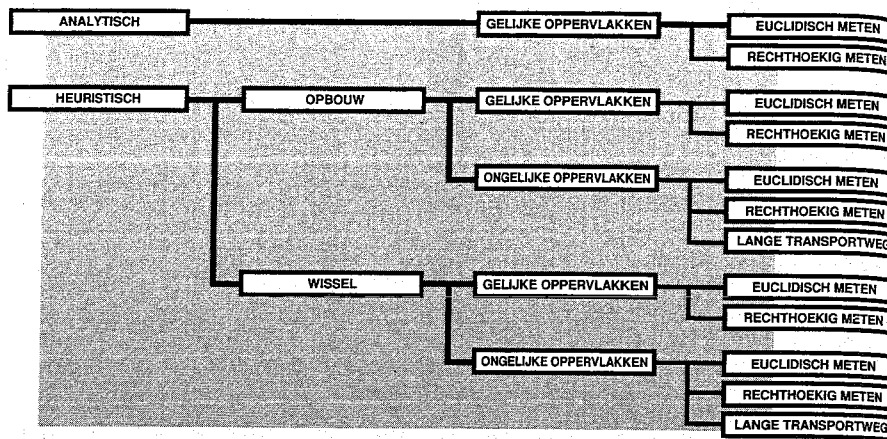 ANALYTISCH
GELIJKE OPPERVLAKKEN
EUCLIDISCH METEN
RECHTHOEKIG METEN
HEURISTISCH
OPBOUW
GELIJKE OPPERVLAKKEN
EUCLIDISCH METEN
RECHTHOEKIG METEN
ONGELIJKE OPPERVLAKKEN
EUCLIDISCH METEN
RECHTHOEKIG METEN
LANGE TRANSPORTWEG
WISSEL
GELIJKE OPPERVLAKKEN
EUCLIDISCH METEN
RECHTHOEKIG METEN
ONGELIJKE OPPERVLAKKEN
EUCLIDISCH METEN
RECHTHOEKIG METEN
LANGE TRANSPORTWEG